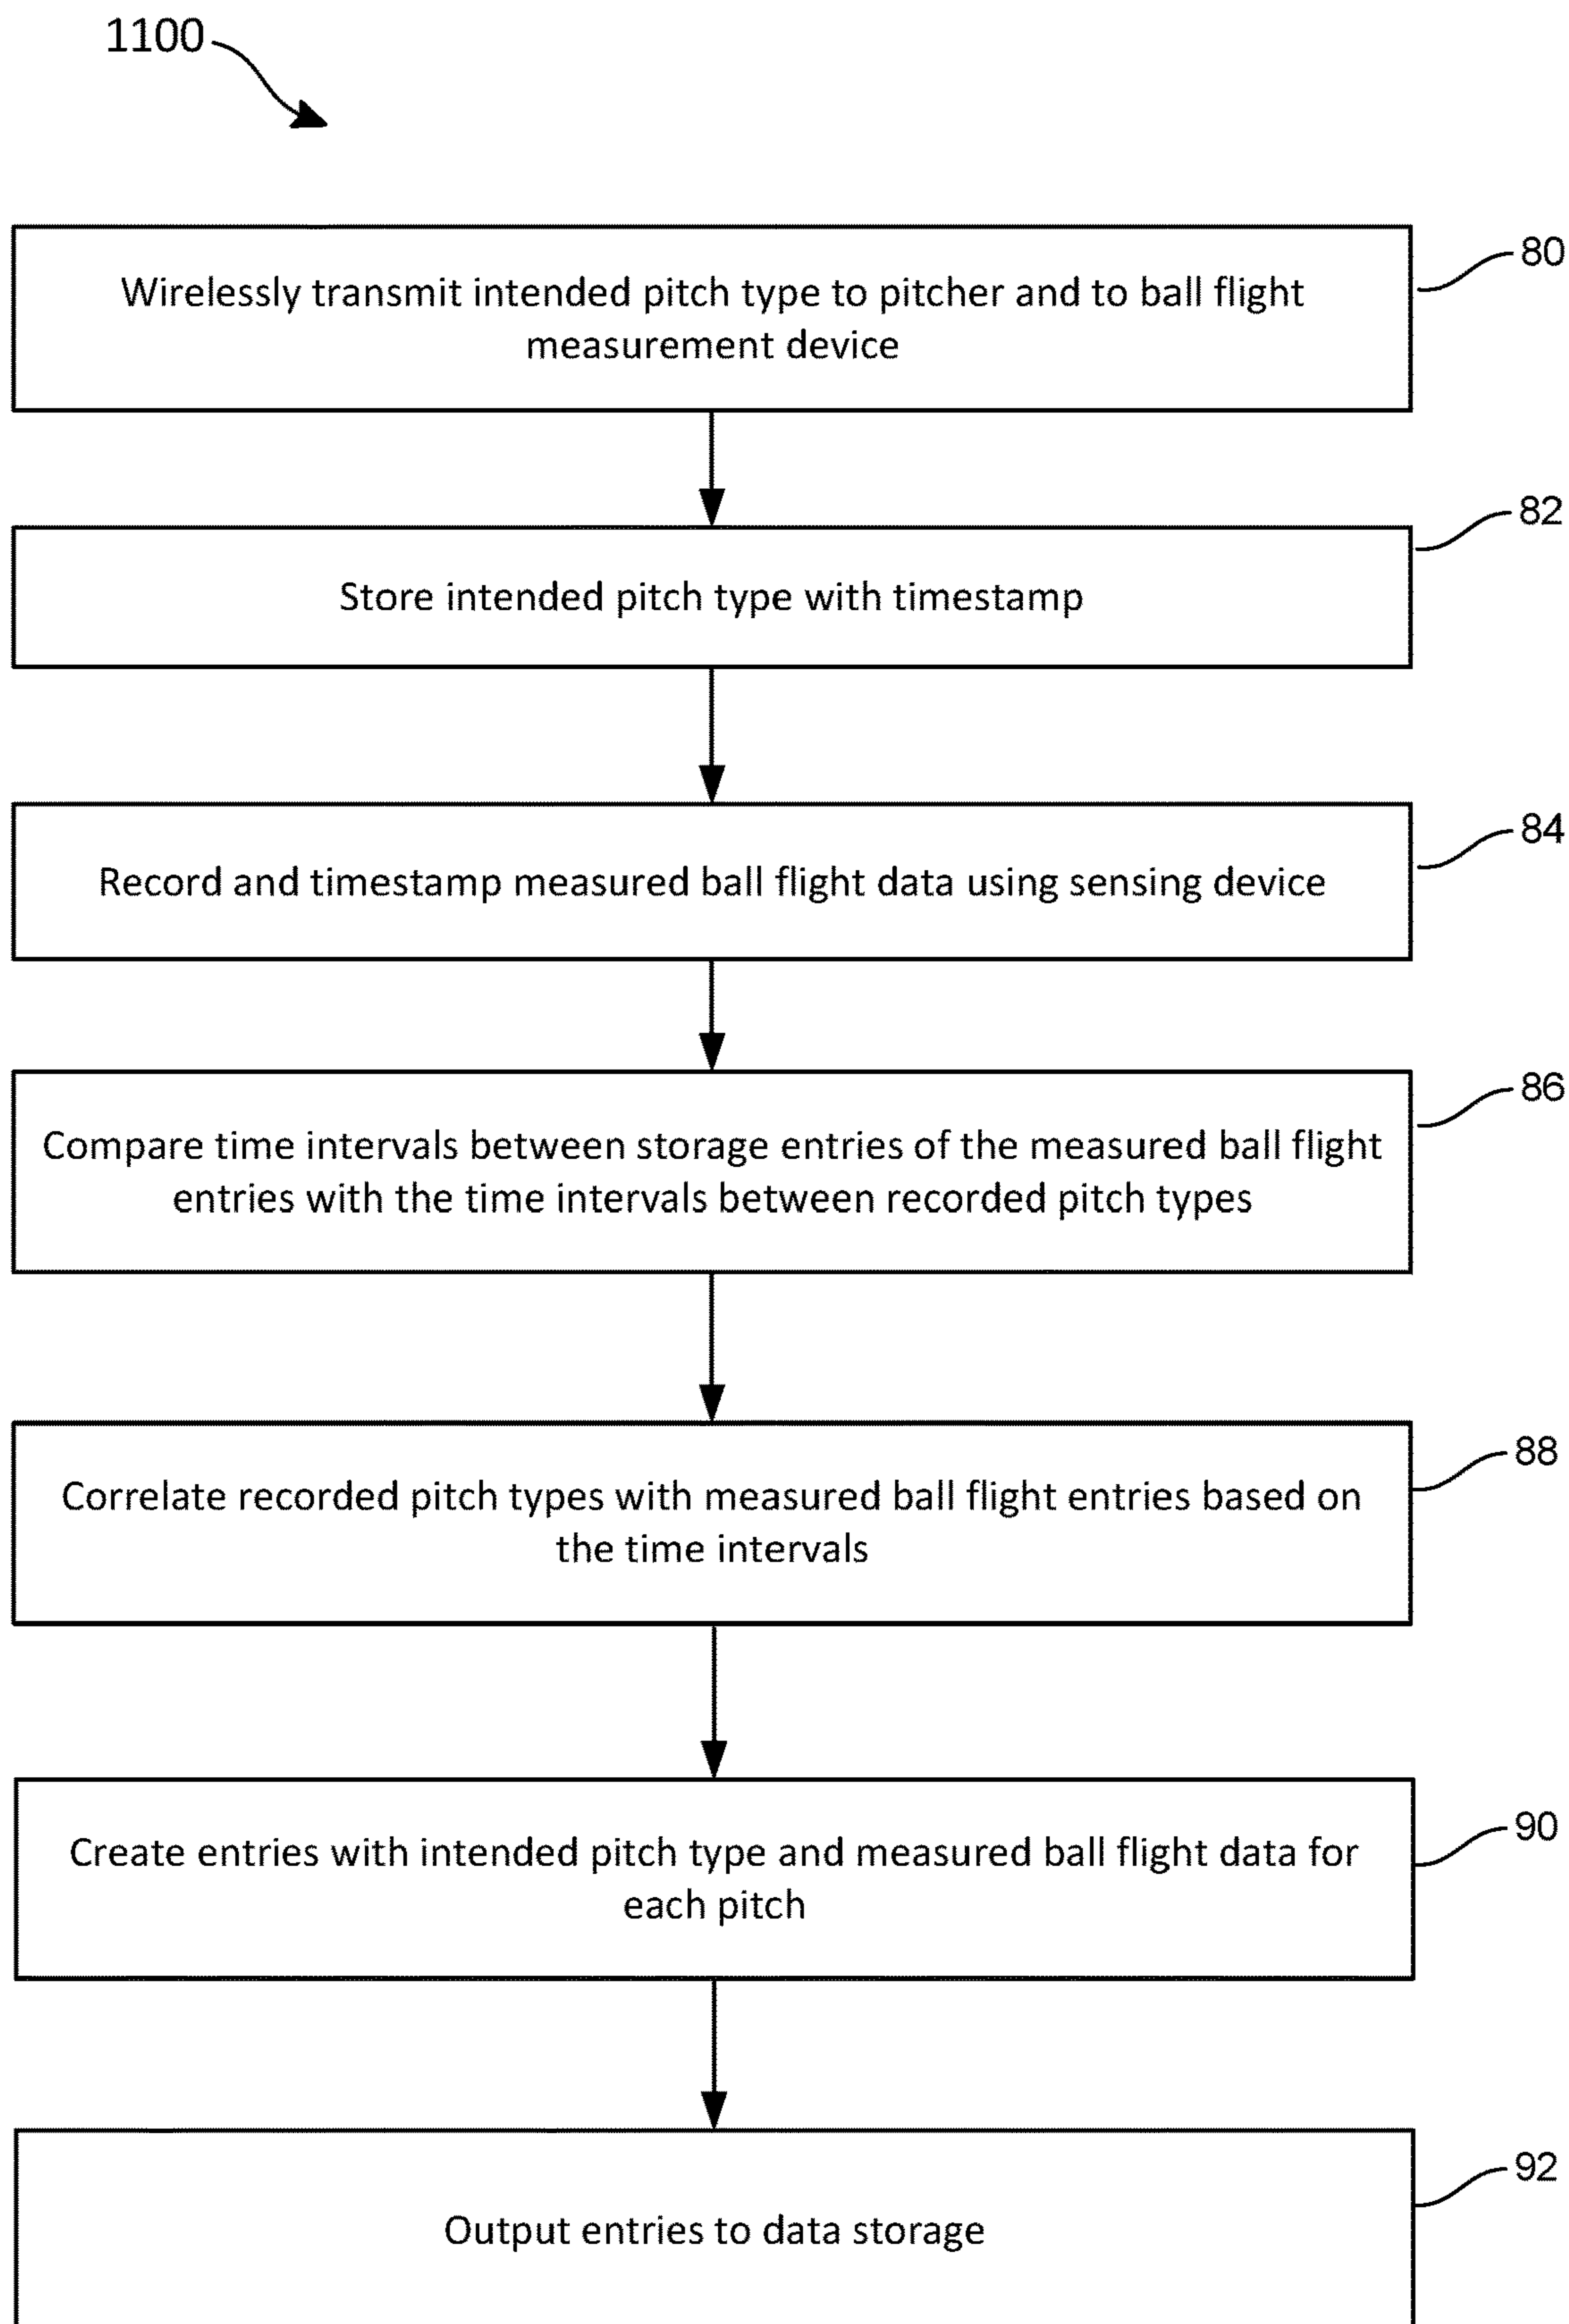 1100
Wirelessly transmit intended pitch type to pitcher and to ball flight
measurement device
80
Store intended pitch type with timestamp
82
Record and timestamp measured ball flight data using sensing device
84
Compare time intervals between storage entries of the measured ball flight
entries with the time intervals between recorded pitch types
86
Correlate recorded pitch types with measured ball flight entries based on
the time intervals
88
Create entries with intended pitch type and measured ball flight data for
each pitch
90
Output entries to data storage
92